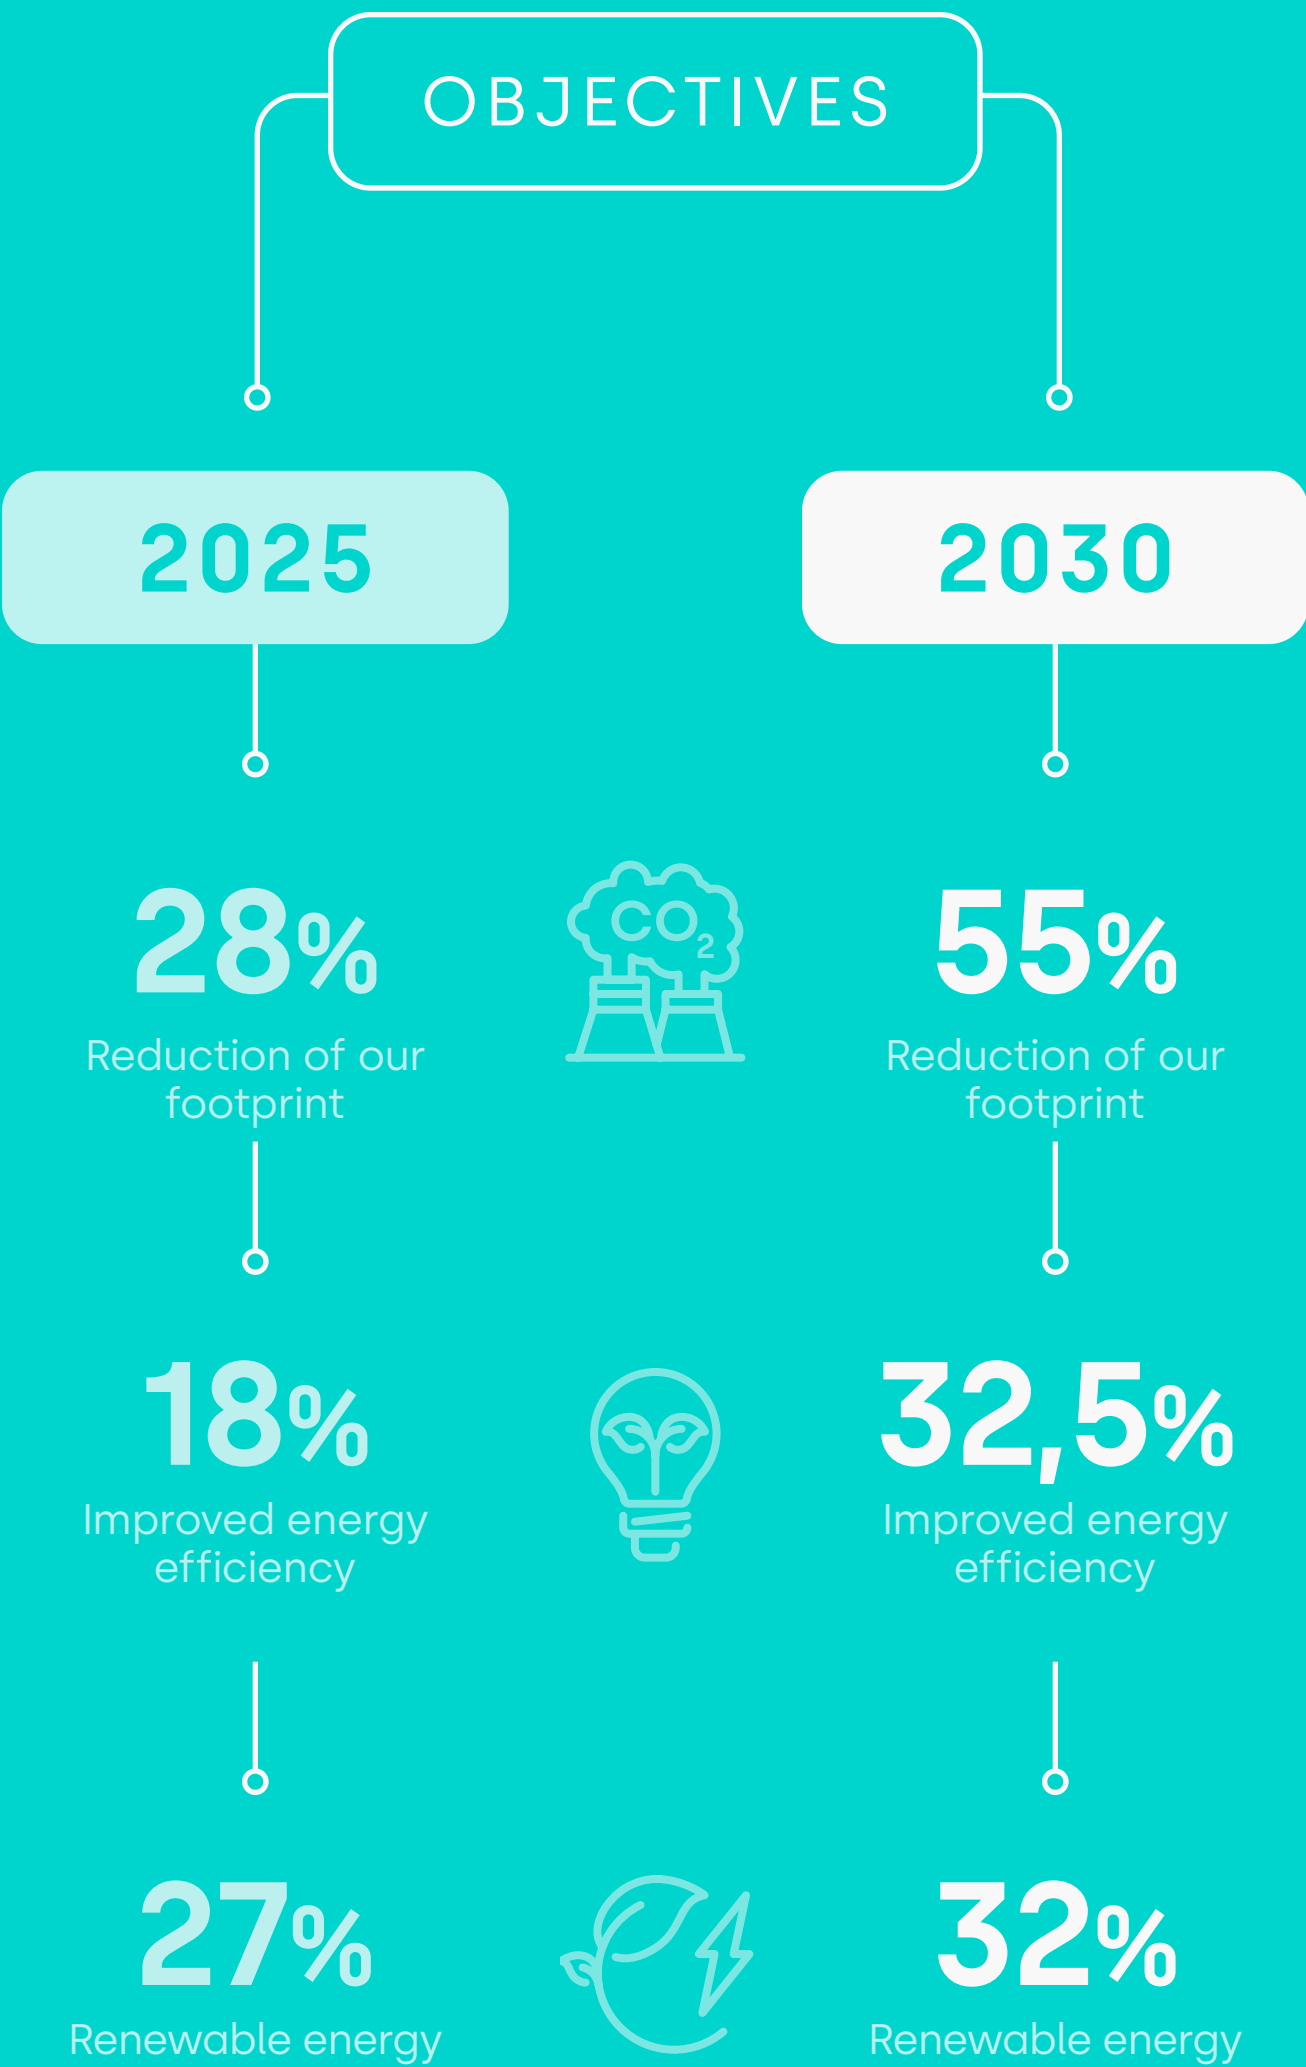 OBJECTIVES
2025
2030
28%
Reduction of our
footprint
CO2
55%
Reduction of our
footprint
18%
Improved energy
efficiency
32,5%
Improved energy
efficiency
27%
Renewable energy
32%
Renewable energy